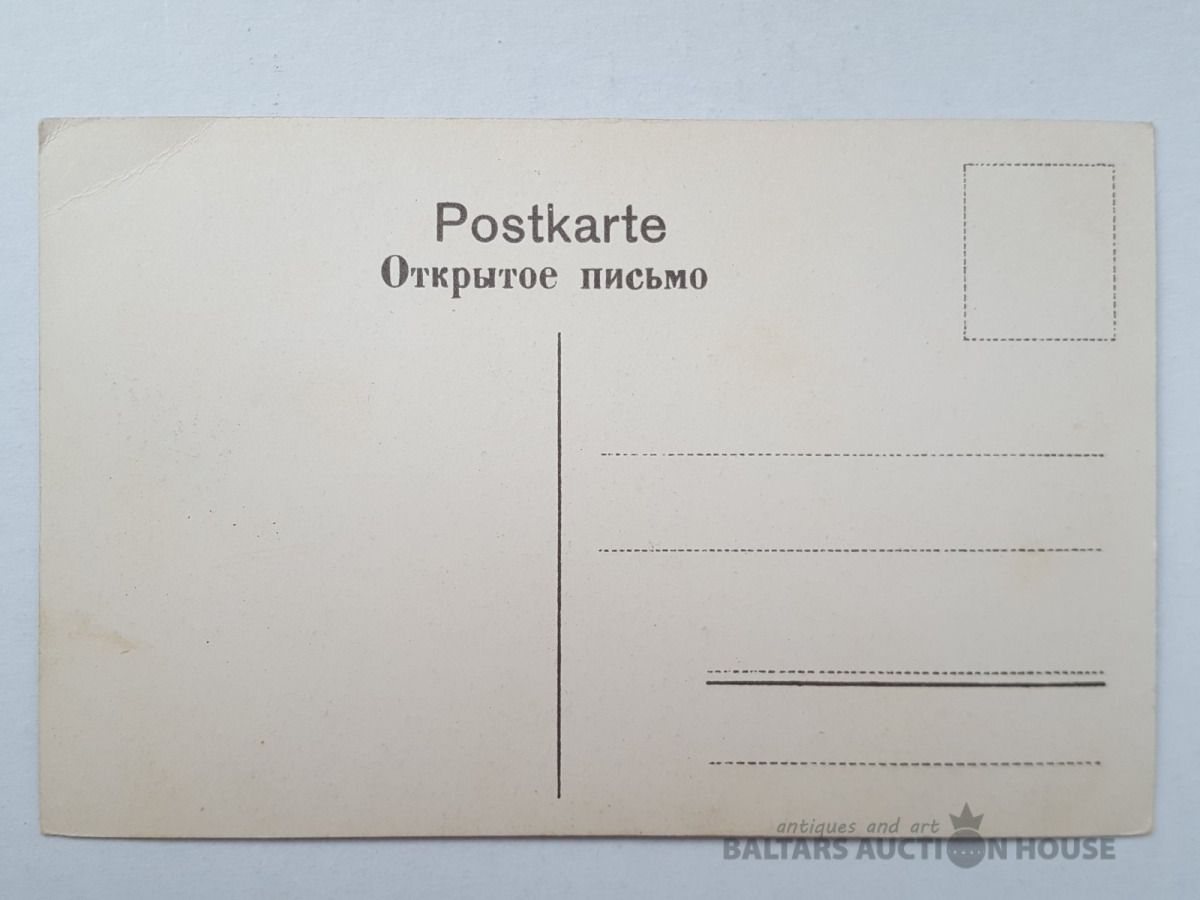 Postkarte
Открытое письмо
antiques and art
BALTARS AUCTION HOUSE